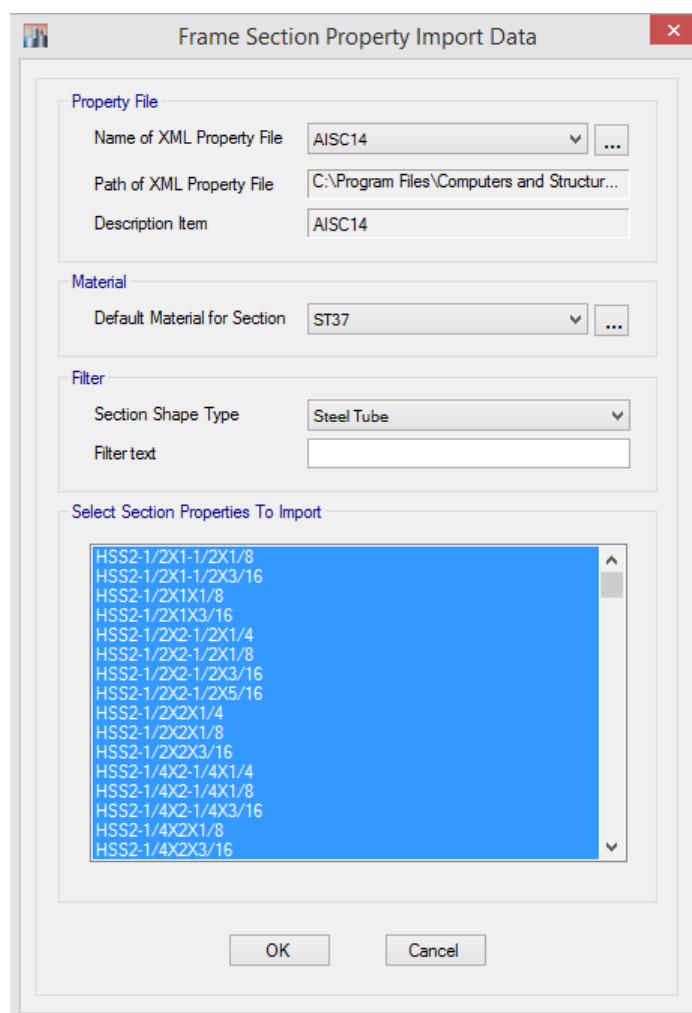 Frame Section Property Import Data
Property File
Name of XML Property File
AISC14
...
Path of XML Property File
C:\Program Files\Computers and Structur...
Description Item
AISC14
Material
Default Material for Section
ST37
...
Filter
Section Shape Type
Steel Tube
Filter text
Select Section Properties To Import
HSS2-1/2X1-1/2X1/8
HSS2-1/2X1-1/2X3/16
HSS2-1/2X1X1/8
HSS2-1/2X1X3/16
HSS2-1/2X2-1/2X1/4
HSS2-1/2X2-1/2X1/8
HSS2-1/2X2-1/2X3/16
HSS2-1/2X2-1/2X5/16
HSS2-1/2X2X1/4
HSS2-1/2X2X1/8
HSS2-1/2X2X3/16
HSS2-1/4X2-1/4X1/4
HSS2-1/4X2-1/4X1/8
HSS2-1/4X2-1/4X3/16
HSS2-1/4X2X1/8
HSS2-1/4X2X3/16
OK
Cancel